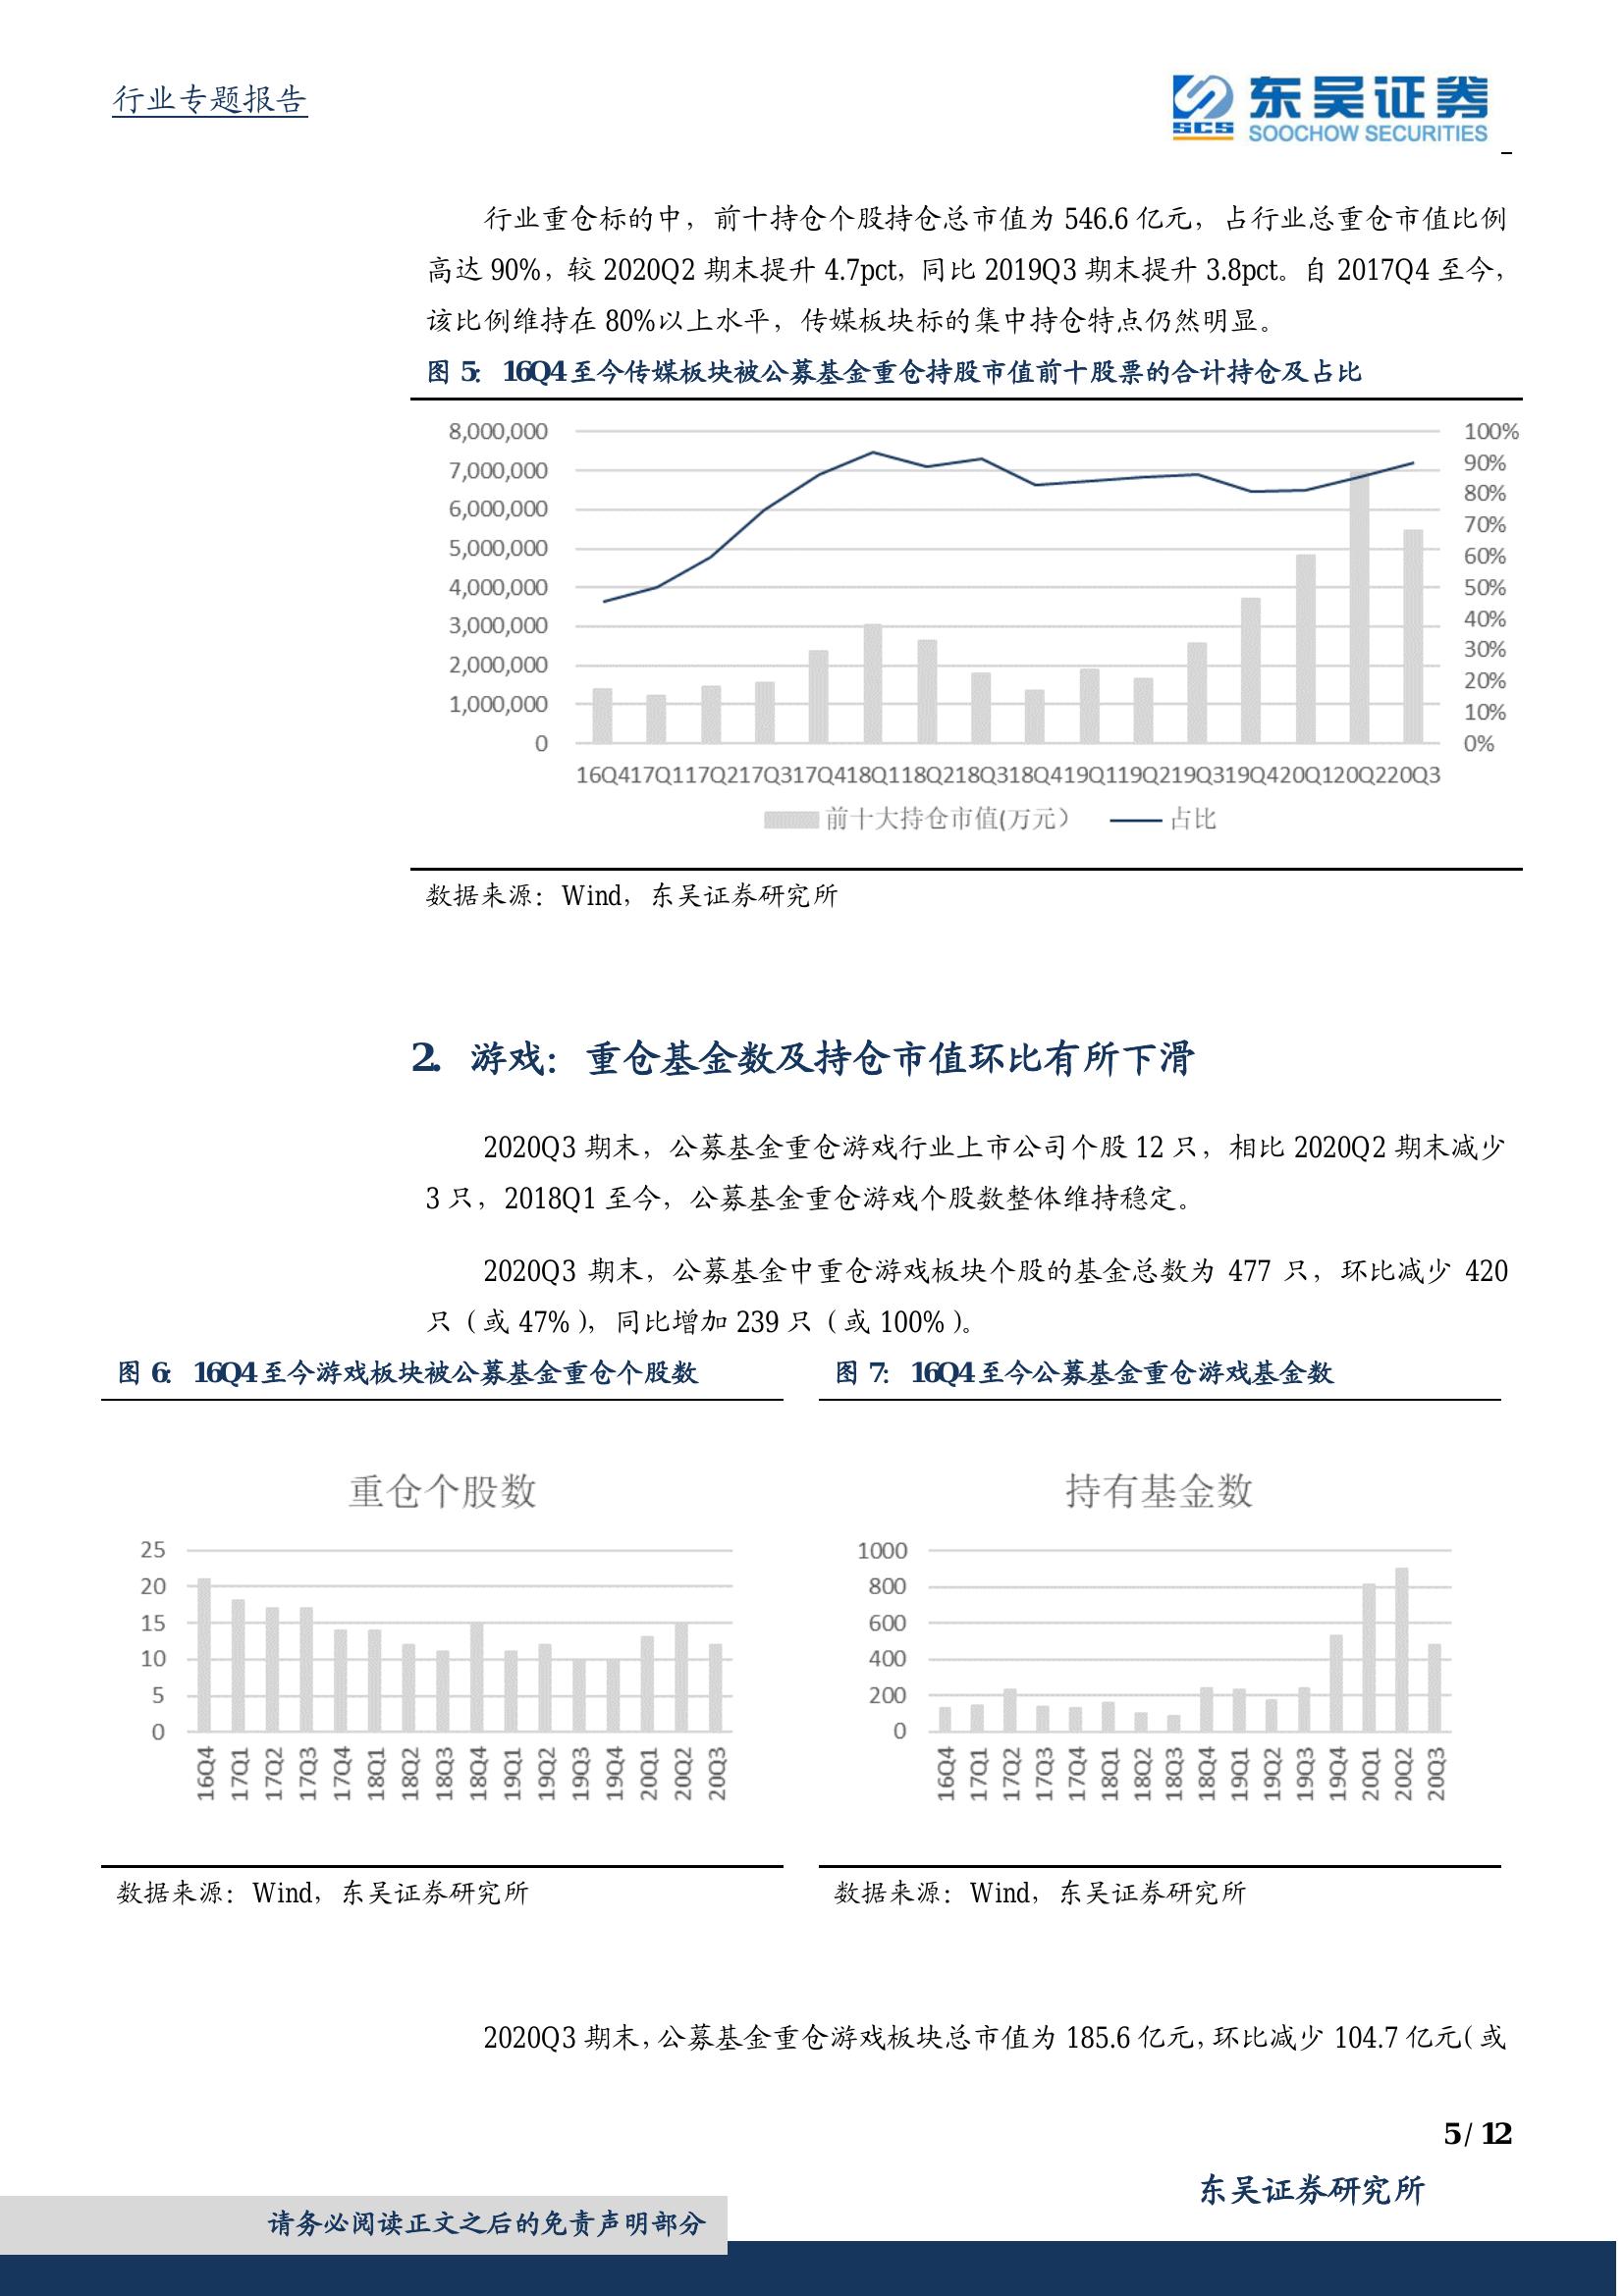 行业专题报告
东吴证券
SCS
SOOCHOW SECURITIES
行业重仓标的中，前十持仓个股持仓总市值为 546.6 亿元，占行业总重仓市值比例
高达 90%，较 2020Q2 期末提升 4.7pct，同比 2019Q3 期末提升 3.8pct。自 2017Q4 至今，
该比例维持在 80%以上水平，传媒板块标的集中持仓特点仍然明显。
图 5： 16Q4 至今传媒板块被公募基金重仓持股市值前十股票的合计持仓及占比
8,000,000
7,000,000
6,000,000
5,000,000
4,000,000
3,000,000
2,000,000
1,000,000
0
100%
90%
80%
70%
60%
50%
40%
30%
20%
10%
0%
16Q417Q117Q217Q317Q418Q118Q218Q318Q419Q119Q219Q319Q420Q120Q220Q3
前十大持仓市值(万元） 占比
数据来源：Wind，东吴证券研究所
2. 游戏：重仓基金数及持仓市值环比有所下滑
2020Q3 期末，公募基金重仓游戏行业上市公司个股 12 只，相比 2020Q2 期末减少
3 只，2018Q1 至今，公募基金重仓游戏个股数整体维持稳定。
2020Q3 期末，公募基金中重仓游戏板块个股的基金总数为 477 只，环比减少 420
只（或 47%），同比增加 239 只（或 100%）。
图 6： 16Q4 至今游戏板块被公募基金重仓个股数
重仓个股数
25
20
15
10
5
0
16Q4 17Q1 17Q2 17Q3 17Q4 18Q1 18Q2 18Q3 18Q4 19Q1 19Q2 19Q3 19Q4 20Q1 20Q2 20Q3
数据来源：Wind，东吴证券研究所
图 7： 16Q4 至今公募基金重仓游戏基金数
持有基金数
1000
800
600
400
200
0
16Q4 17Q1 17Q2 17Q3 17Q4 18Q1 18Q2 18Q3 18Q4 19Q1 19Q2 19Q3 19Q4 20Q1 20Q2 20Q3
数据来源：Wind，东吴证券研究所
2020Q3 期末，公募基金重仓游戏板块总市值为 185.6 亿元，环比减少 104.7 亿元（或
5 / 12
东吴证券研究所
请务必阅读正文之后的免责声明部分